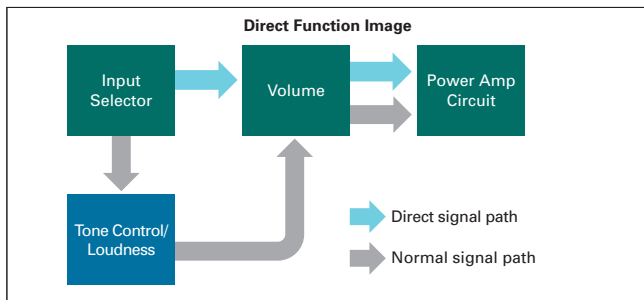 Direct Function Image
Input
Selector
Volume
Power Amp
Circuit
Tone Control/
Loudness
Direct signal path
Normal signal path